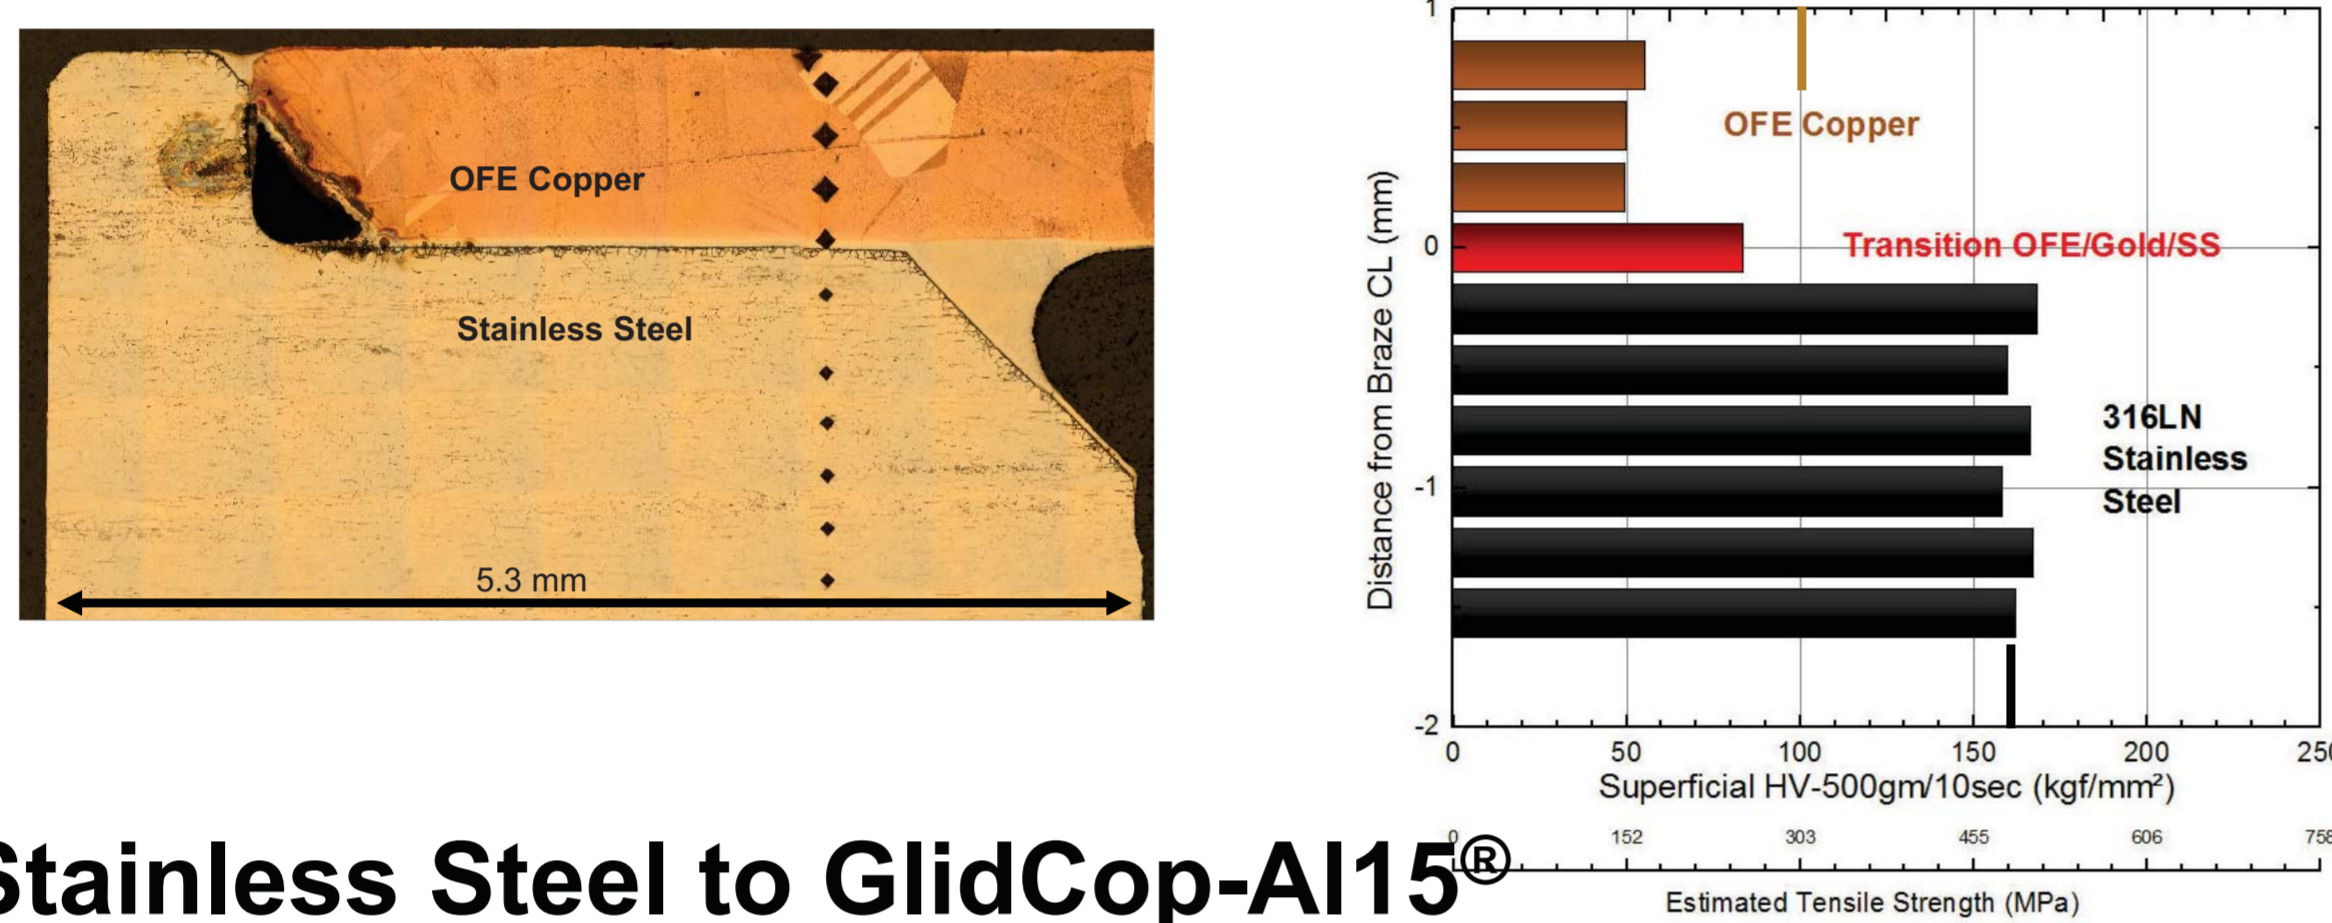 OFE Copper
Stainless Steel
5.3 mm
1
0
-1
-2
Distance from Braze CL (mm)
OFE Copper
Transition OFE/Gold/SS
316LN
Stainless
Steel
0 50 100 150 200 250
Superficial HV-500gm/10sec (kgf/mm²)
0 152 303 455 606 758
Estimated Tensile Strength (MPa)
Stainless Steel to GlidCop-Al15®